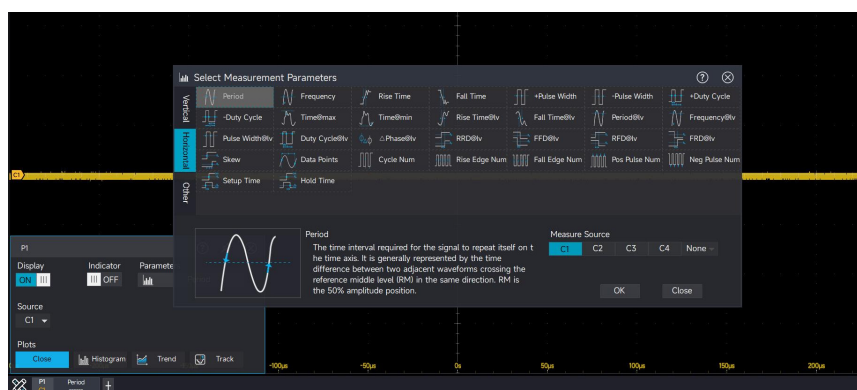 Select Measurement Parameters
Vertical
Horizontal
Other
Period Frequency Rise Time Fall Time +Pulse Width -Pulse Width +Duty Cycle
-Duty Cycle Time@max Time@min Rise Time@lv Fall Time@lv Period@lv Frequency@lv
Pulse Width@lv Duty Cycle@lv △Phase@lv RRD@lv FFD@lv RFD@lv FRD@lv
Skew Data Points Cycle Num Rise Edge Num Fall Edge Num Pos Pulse Num Neg Pulse Num
Setup Time Hold Time
C1
Period
The time interval required for the signal to repeat itself on t
he time axis. It is generally represented by the time
difference between two adjacent waveforms crossing the
reference middle level (RM) in the same direction. RM is
the 50% amplitude position.
Measure Source
C1 C2 C3 C4 None
OK Close
P1
Display Indicator Paramete
ON OFF
Source
C1
Plots
Close Histogram Trend Track
-100µs -50µs 0s 50µs 100µs 150µs 200µs
P1 Period
C1